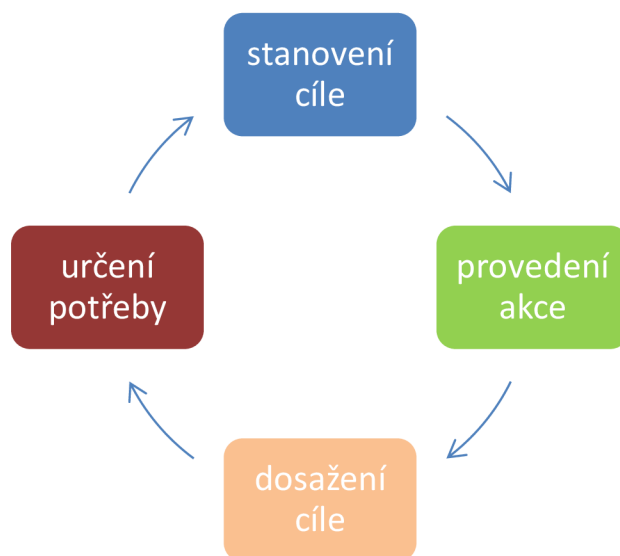 stanovení
cíle
určení
potřeby
provedení
akce
dosažení
cíle